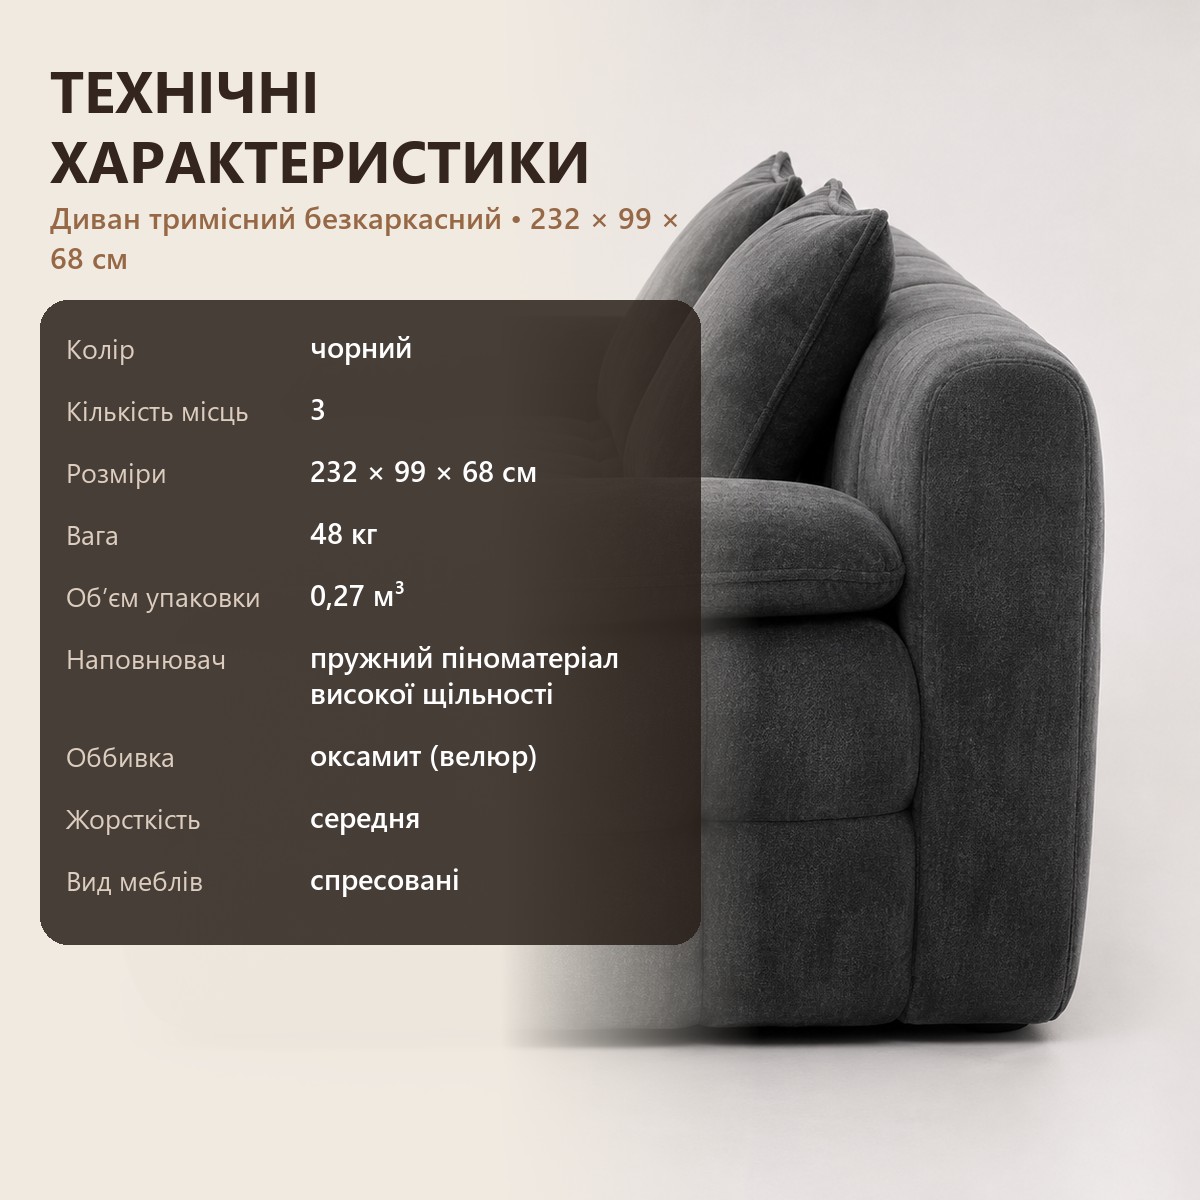 ТЕХНІЧНІ
ХАРАКТЕРИСТИКИ
Диван тримісний безкаркасний • 232 × 99 ×
68 см
Колір чорний
Кількість місць 3
Розміри 232 × 99 × 68 см
Вага 48 кг
Об’єм упаковки 0,27 м³
Наповнювач пружний піноматеріал
високої щільності
Оббивка оксамит (велюр)
Жорсткість середня
Вид меблів спресовані